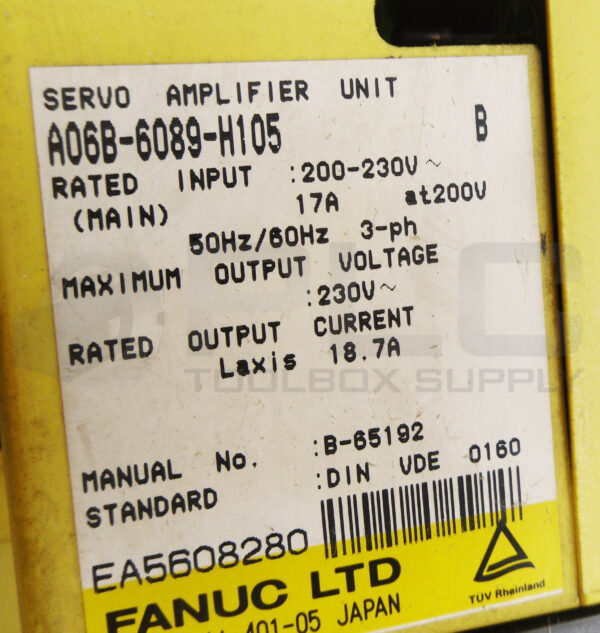 SERVO AMPLIFIER UNIT
A06B-6089-H105 B
RATED INPUT :200-230V~
(MAIN) 17A at200V
50Hz/60Hz 3-ph
MAXIMUM OUTPUT VOLTAGE
:230V~
RATED OUTPUT CURRENT
Laxis 18.7A
PLC
TOOLBOX SUPPLY
MANUAL No. :B-65192
STANDARD :DIN VDE 0160
EA5608280
FANUC LTD
401-05 JAPAN
TÜV Rheinland